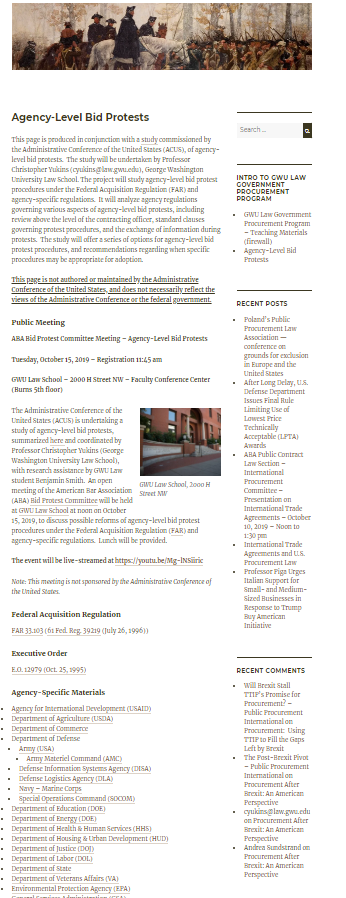 Agency-Level Bid Protests
This page is produced in conjunction with a study commissioned by
the Administrative Conference of the United States (ACUS), of agency-
level bid protests. The study will be undertaken by Professor
Christopher Yukins (cyukins@law.gwu.edu), George Washington
University Law School. The project will study agency-level bid protest
procedures under the Federal Acquisition Regulation (FAR) and
agency-specific regulations. It will analyze agency regulations
governing various aspects of agency-level bid protests, including
review above the level of the contracting officer, standard clauses
governing protest procedures, and the exchange of information during
protests. The study will offer a series of options for agency-level bid
protest procedures, and recommendations regarding when specific
procedures may be appropriate for adoption.
This page is not authored or maintained by the Administrative
Conference of the United States, and does not necessarily reflect the
views of the Administrative Conference or the federal government.
Public Meeting
ABA Bid Protest Committee Meeting – Agency-Level Bid Protests
Tuesday, October 15, 2019 – Registration 11:45 am
GWU Law School – 2000 H Street NW – Faculty Conference Center
(Burns 5th floor)
The Administrative Conference of the
United States (ACUS) is undertaking a
study of agency-level bid protests,
summarized here and coordinated by
Professor Christopher Yukins (George
Washington University Law School),
with research assistance by GWU Law
student Benjamin Smith. An open
meeting of the American Bar Association
(ABA) Bid Protest Committee will be held
at GWU Law School at noon on October
15, 2019, to discuss possible reforms of agency-level bid protest
procedures under the Federal Acquisition Regulation (FAR) and
agency-specific regulations. Lunch will be provided.
GWU Law School, 2000 H
Street NW
The event will be live-streamed at https://youtu.be/Mg-lNSiiric
Note: This meeting is not sponsored by the Administrative Conference of
the United States.
Federal Acquisition Regulation
FAR 33.103 (61 Fed. Reg. 39219 (July 26, 1996))
Executive Order
E.O. 12979 (Oct. 25, 1995)
Agency-Specific Materials
Agency for International Development (USAID)
Department of Agriculture (USDA)
Department of Commerce
Department of Defense
Army (USA)
Army Materiel Command (AMC)
Defense Information Systems Agency (DISA)
Defense Logistics Agency (DLA)
Navy – Marine Corps
Special Operations Command (SOCOM)
Department of Education (DOE)
Department of Energy (DOE)
Department of Health & Human Services (HHS)
Department of Housing & Urban Development (HUD)
Department of Justice (DOJ)
Department of Labor (DOL)
Department of State
Department of Veterans Affairs (VA)
Environmental Protection Agency (EPA)
Search …
INTRO TO GWU LAW
GOVERNMENT
PROCUREMENT
PROGRAM
GWU Law Government
Procurement Program
– Teaching Materials
(firewall)
Agency-Level Bid
Protests
RECENT POSTS
Poland's Public
Procurement Law
Association —
conference on
grounds for exclusion
in Europe and the
United States
After Long Delay, U.S.
Defense Department
Issues Final Rule
Limiting Use of
Lowest Price
Technically
Acceptable (LPTA)
Awards
ABA Public Contract
Law Section –
International
Procurement
Committee –
Presentation on
International Trade
Agreements – October
10, 2019 – Noon to
1:30 pm
International Trade
Agreements and U.S.
Procurement Law
Professor Piga Urges
Italian Support for
Small- and Medium-
Sized Businesses in
Response to Trump
Buy American
Initiative
RECENT COMMENTS
Will Brexit Stall
TTIP's Promise for
Procurement? –
Public Procurement
International on
Procurement: Using
TTIP to Fill the Gaps
Left by Brexit
The Post-Brexit Pivot
– Public Procurement
International on
Procurement After
Brexit: An American
Perspective
cyukins@law.gwu.edu
on Procurement After
Brexit: An American
Perspective
Andrea Sundstrand on
Procurement After
Brexit: An American
Perspective